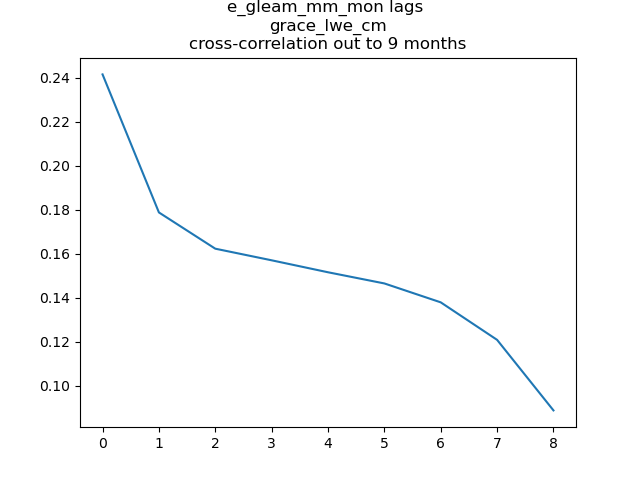 e_gleam_mm_mon lags
grace_lwe_cm
cross-correlation out to 9 months
0.24
0.22
0.20
0.18
0.16
0.14
0.12
0.10
0 1 2 3 4 5 6 7 8